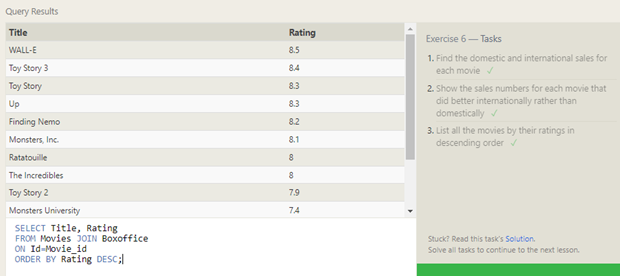 Query Results
Title Rating
WALL-E 8.5
Toy Story 3 8.4
Toy Story 8.3
Up 8.3
Finding Nemo 8.2
Monsters, Inc. 8.1
Ratatouille 8
The Incredibles 8
Toy Story 2 7.9
Monsters University 7.4
SELECT Title, Rating
FROM Movies JOIN Boxoffice
ON Id=Movie_id
ORDER BY Rating DESC;
Exercise 6 — Tasks
1. Find the domestic and international sales for
each movie ✓
2. Show the sales numbers for each movie that
did better internationally rather than
domestically ✓
3. List all the movies by their ratings in
descending order ✓
Stuck? Read this task's Solution.
Solve all tasks to continue to the next lesson.